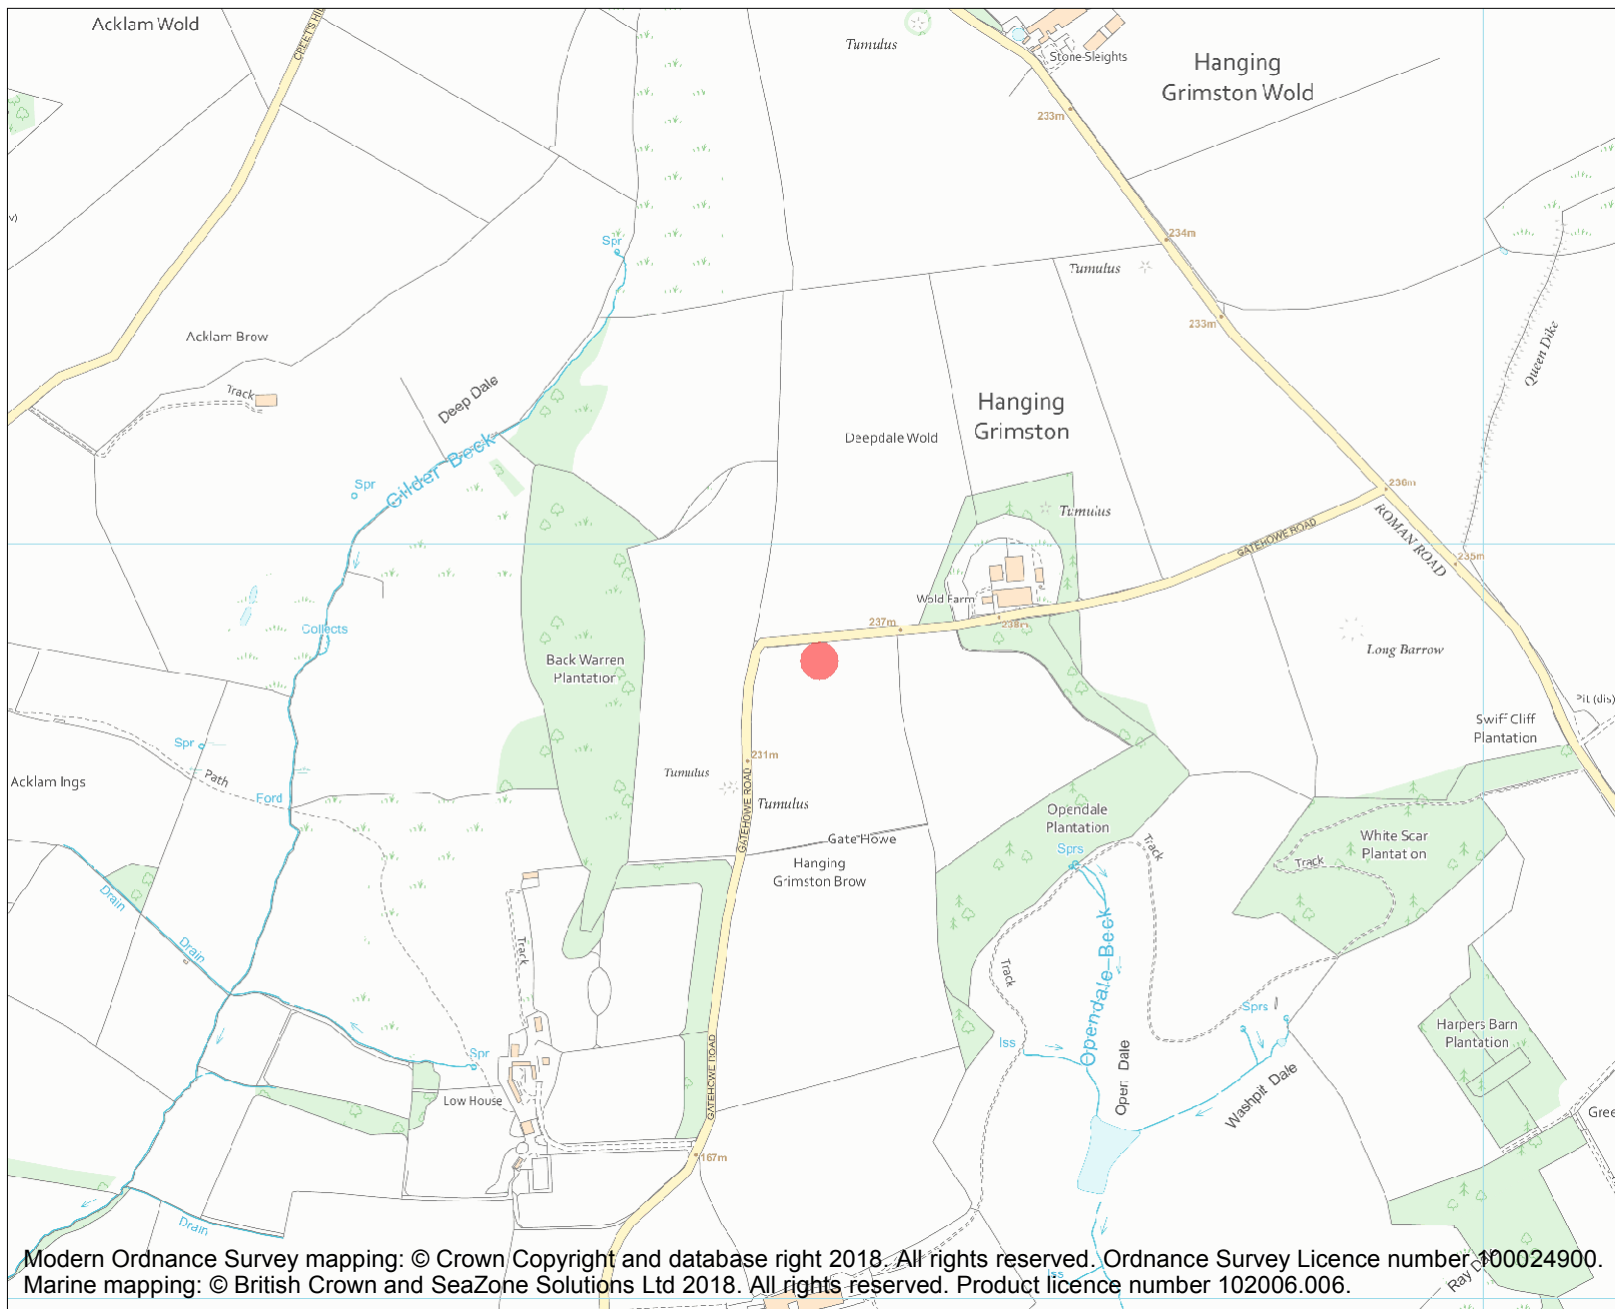 Acklam Wold
Tumulus
Stone Sleights
Hanging
Grimston Wold
233m
234m
Spr
Tumulus
233m
Acklam Brow
Track
Deep Dale
Queen Dike
Hanging
Grimston
Deepdale Wold
Gilder Beck
Spr
236m
Tumulus
ROMAN ROAD
GATEHOWE ROAD
235m
Wold Farm
237m
238m
Collects
Long Barrow
Back Warren
Plantation
Pit (dis)
Swiff Cliff
Plantation
Spr
231m
Path
Acklam Ings
Tumulus
Tumulus
Ford
GATEHOWE ROAD
Opendale
Plantation
Gate Howe
White Scar
Plantation
Sprs
Track
Track
Hanging
Grimston Brow
Drain
Drain
Track
Opendale Beck
Track
Sprs
Harpers Barn
Plantation
Iss
Spr
Low House
GATEHOWE ROAD
Open Dale
Washpit Dale
Gree
167m
Drain
Modern Ordnance Survey mapping: © Crown Copyright and database right 2018. All rights reserved. Ordnance Survey Licence number 100024900.
Marine mapping: © British Crown and SeaZone Solutions Ltd 2018. All rights reserved. Product licence number 102006.006.
Iss